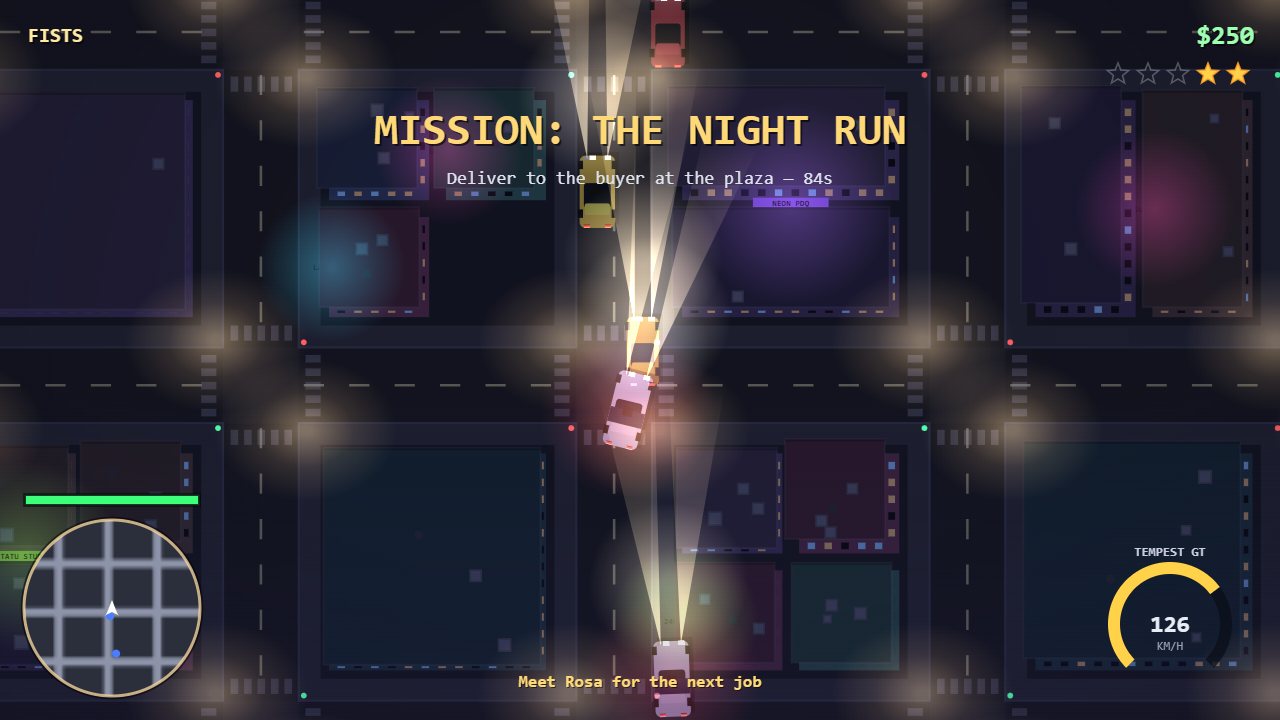 FISTS
$250
MISSION: THE NIGHT RUN
Deliver to the buyer at the plaza — 84s
NEON PDQ
TEMPEST GT
126
KM/H
Meet Rosa for the next job